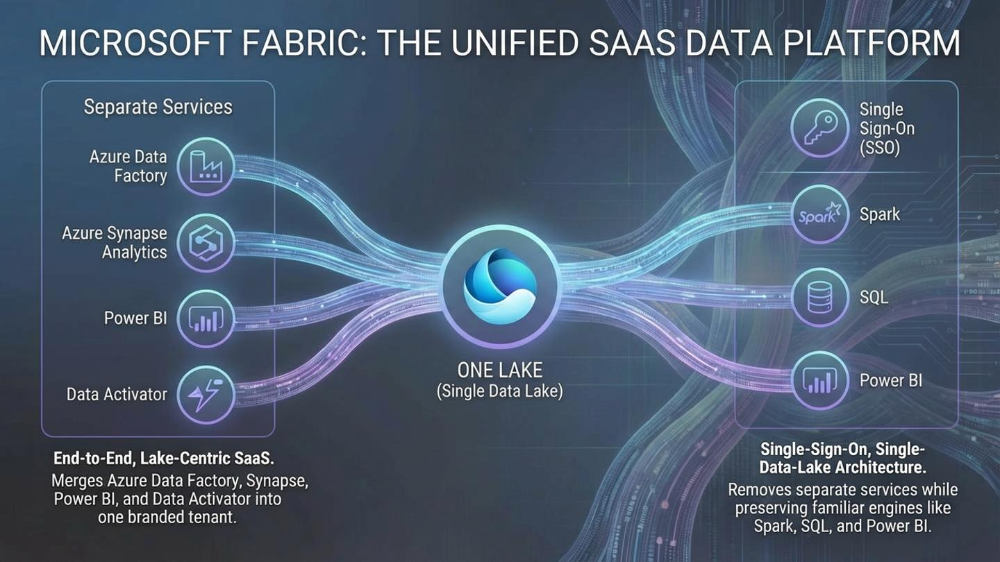 MICROSOFT FABRIC: THE UNIFIED SAAS DATA PLATFORM
Separate Services
Azure Data
Factory
Azure Synapse
Analytics
Power BI
Data Activator
End-to-End, Lake-Centric SaaS.
Merges Azure Data Factory, Synapse,
Power BI, and Data Activator into
one branded tenant.
ONE LAKE
(Single Data Lake)
Single
Sign-On
(SSO)
Spark
Spark
SQL
Power BI
Single-Sign-On, Single-
Data-Lake Architecture.
Removes separate services while
preserving familiar engines like
Spark, SQL, and Power BI.